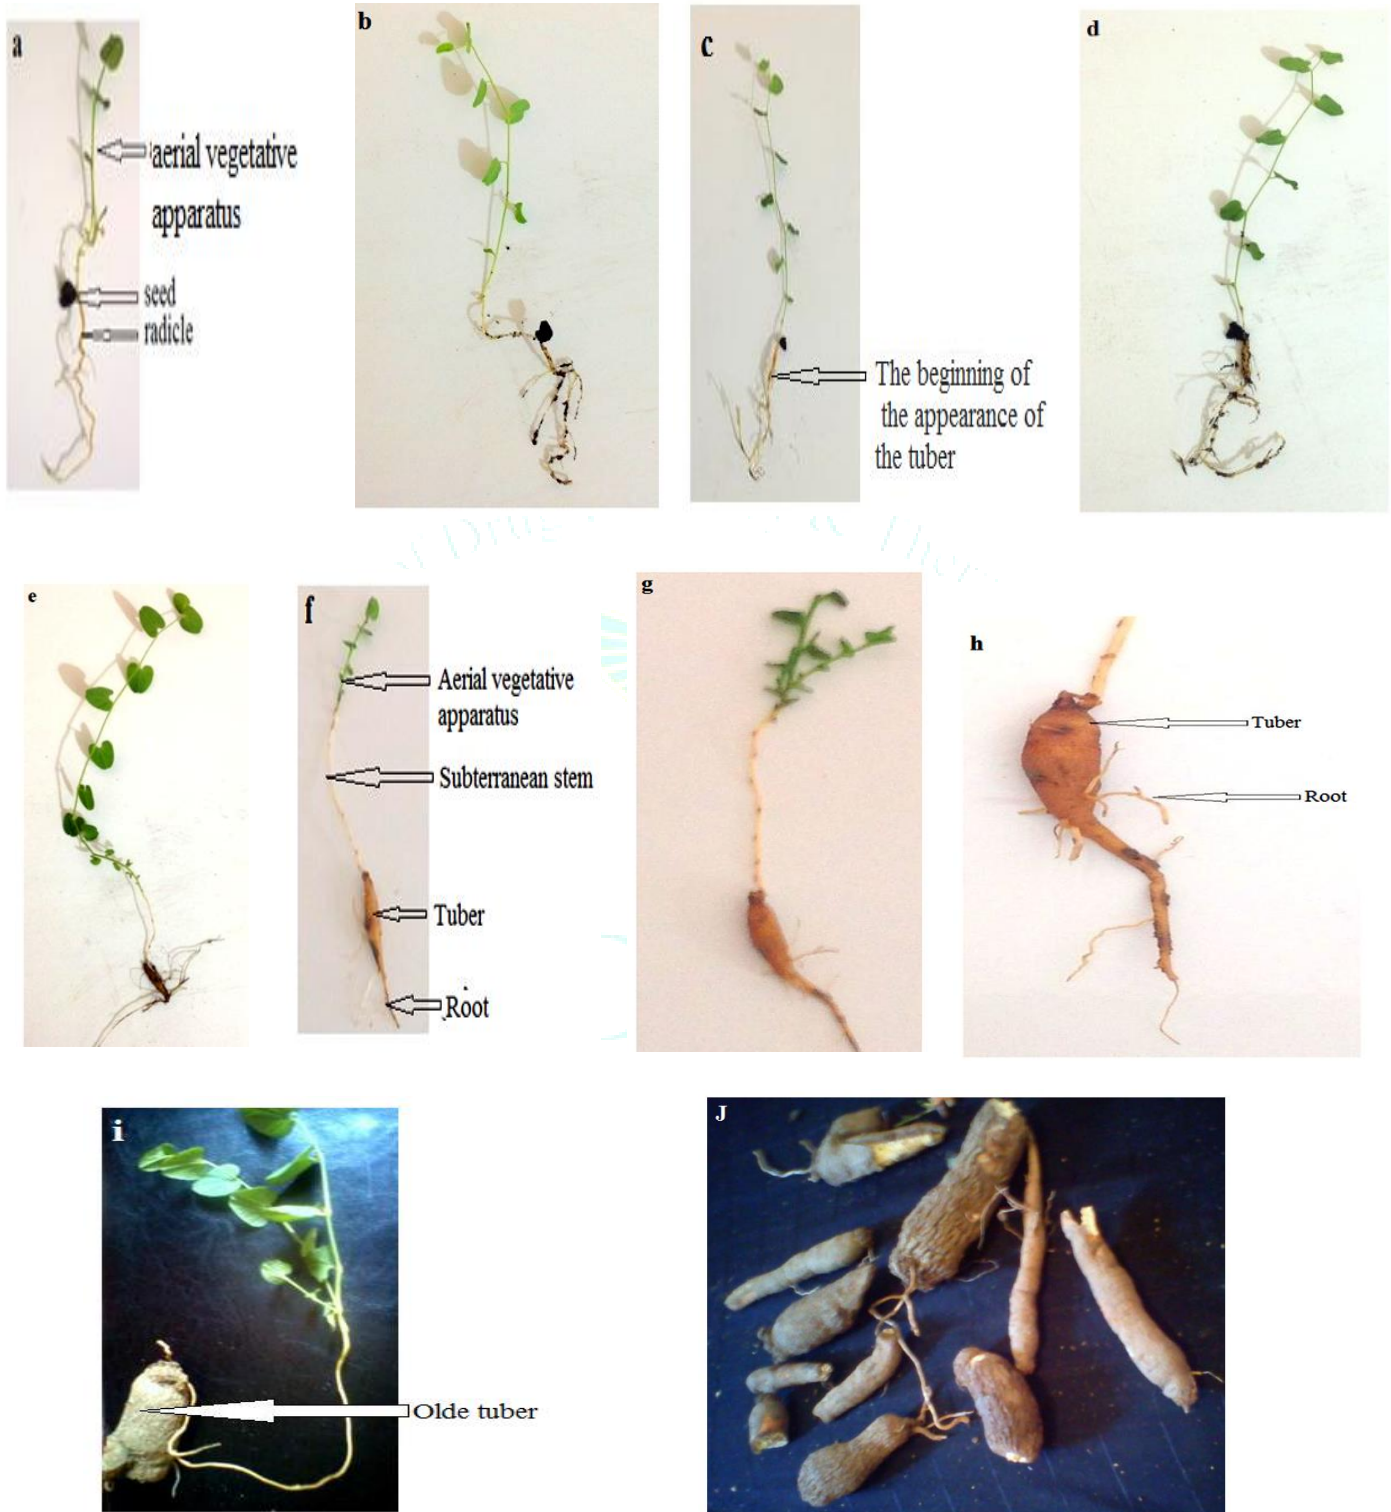 a
aerial vegetative
apparatus
seed
radicle
b
c
The beginning of
the appearance of
the tuber
d
e
f
Aerial vegetative
apparatus
Subterranean stem
Tuber
Root
g
h
Tuber
Root
i
Olde tuber
J